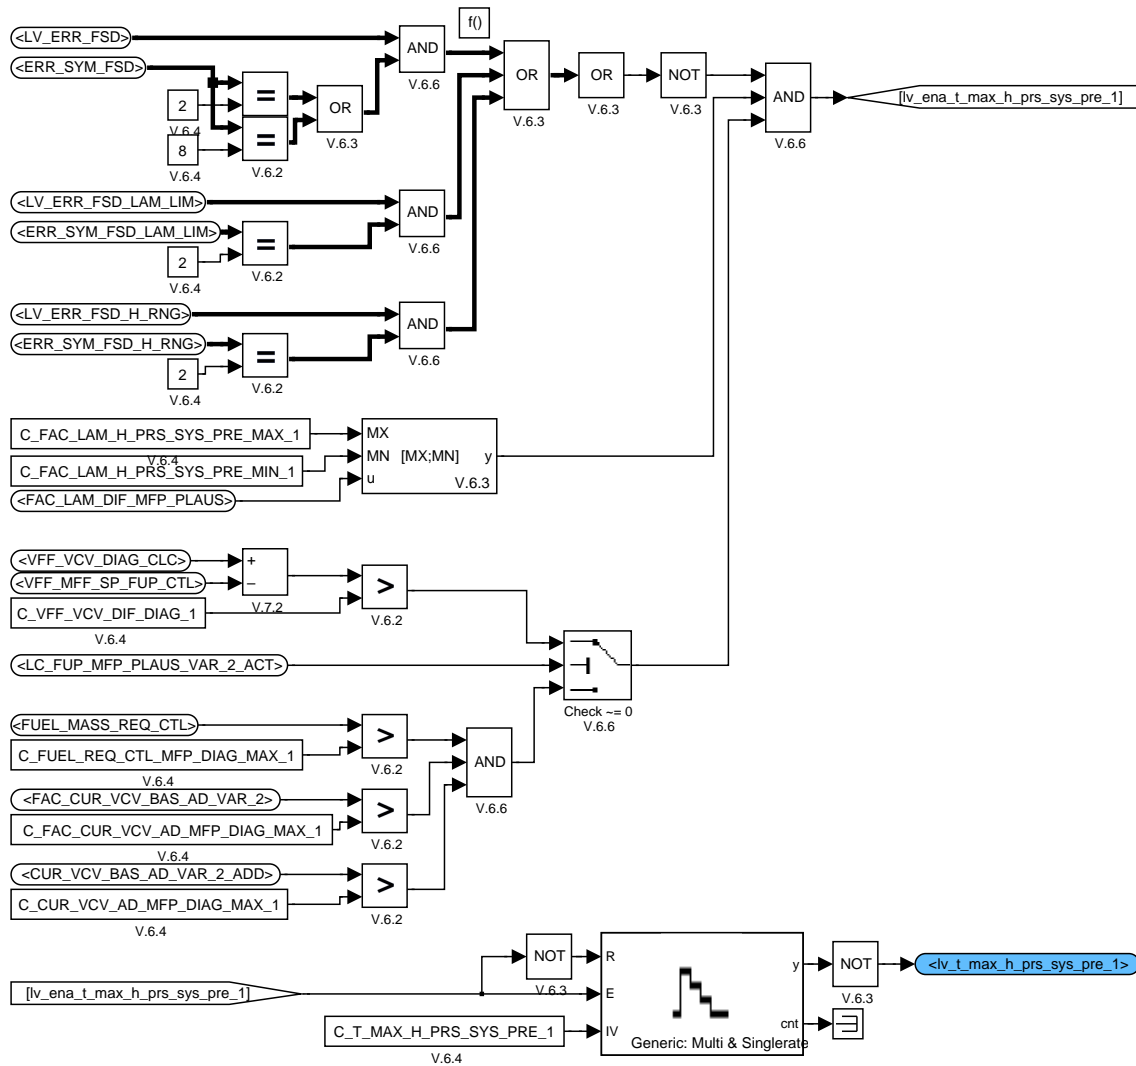 f()
<LV_ERR_FSD>
AND
V.6.6
<ERR_SYM_FSD>
=
2
V.6.4
OR
V.6.3
=
8
V.6.4
V.6.2
OR
V.6.3
OR
V.6.3
NOT
V.6.3
AND
V.6.6
[lv_ena_t_max_h_prs_sys_pre_1]
<LV_ERR_FSD_LAM_LIM>
AND
V.6.6
<ERR_SYM_FSD_LAM_LIM>
=
V.6.2
2
V.6.4
<LV_ERR_FSD_H_RNG>
AND
V.6.6
<ERR_SYM_FSD_H_RNG>
=
V.6.2
2
V.6.4
C_FAC_LAM_H_PRS_SYS_PRE_MAX_1
V.6.4
C_FAC_LAM_H_PRS_SYS_PRE_MIN_1
<FAC_LAM_DIF_MFP_PLAUS>
MX
MN [MX;MN] y
u
V.6.3
<VFF_VCV_DIAG_CLC>
+
<VFF_MFF_SP_FUP_CTL>
–
V.7.2
C_VFF_VCV_DIF_DIAG_1
V.6.4
>
V.6.2
<LC_FUP_MFP_PLAUS_VAR_2_ACT>
Check ~= 0
V.6.6
<FUEL_MASS_REQ_CTL>
C_FUEL_REQ_CTL_MFP_DIAG_MAX_1
V.6.4
>
V.6.2
AND
V.6.6
<FAC_CUR_VCV_BAS_AD_VAR_2>
C_FAC_CUR_VCV_AD_MFP_DIAG_MAX_1
V.6.4
>
V.6.2
<CUR_VCV_BAS_AD_VAR_2_ADD>
C_CUR_VCV_AD_MFP_DIAG_MAX_1
V.6.4
>
V.6.2
[lv_ena_t_max_h_prs_sys_pre_1]
NOT
V.6.3
C_T_MAX_H_PRS_SYS_PRE_1
V.6.4
R
E
IV
y
cnt
Generic: Multi & Singlerate
NOT
V.6.3
<lv_t_max_h_prs_sys_pre_1>